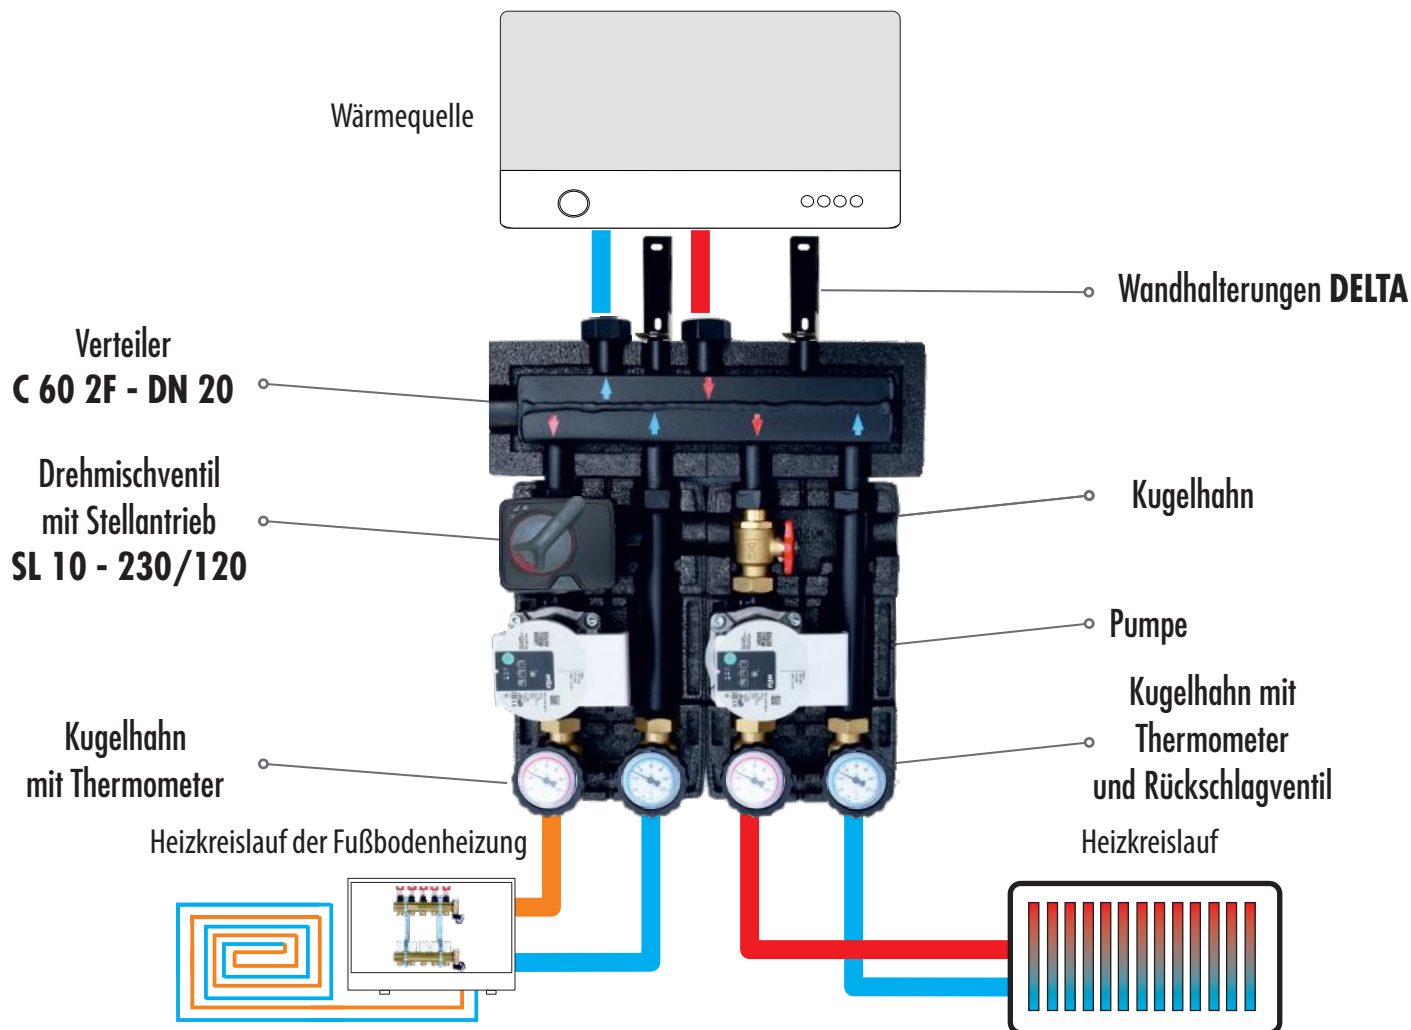 Wärmequelle
Wandhalterungen DELTA
Verteiler
C 60 2F - DN 20
Drehmischventil
mit Stellantrieb
SL 10 - 230/120
Kugelhahn
Pumpe
Kugelhahn
mit Thermometer
Kugelhahn mit
Thermometer
und Rückschlagventil
Heizkreislauf der Fußbodenheizung
Heizkreislauf